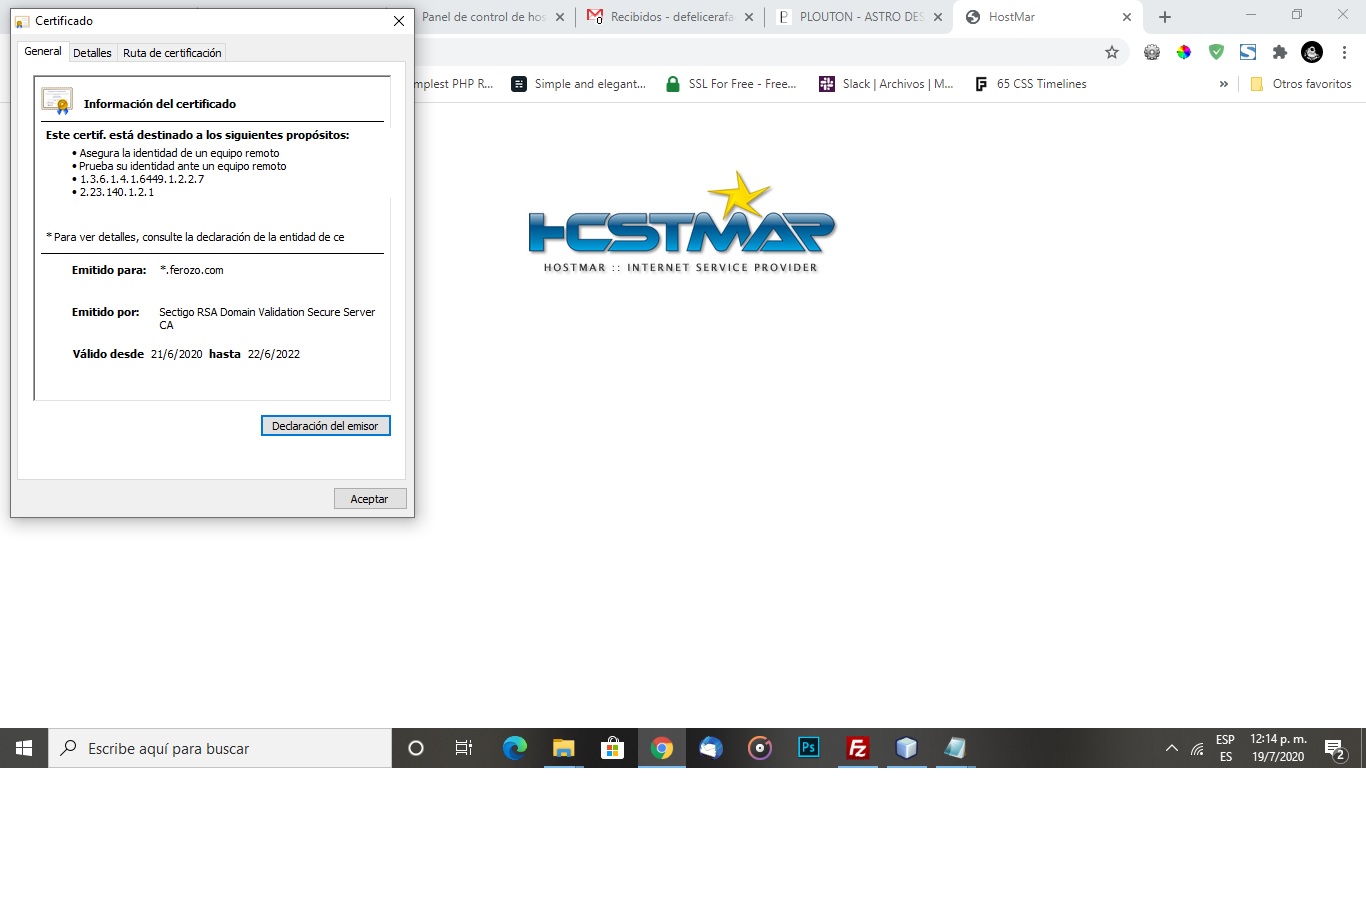 Certificado
General
Detalles
Ruta de certificación
Información del certificado
Este certif. está destinado a los siguientes propósitos:
• Asegura la identidad de un equipo remoto
• Prueba su identidad ante un equipo remoto
• 1.3.6.1.4.1.6449.1.2.2.7
• 2.23.140.1.2.1
* Para ver detalles, consulte la declaración de la entidad de ce
Emitido para: *.ferozo.com
Emitido por: Sectigo RSA Domain Validation Secure Server
CA
Válido desde 21/6/2020 hasta 22/6/2022
Declaración del emisor
Aceptar
Panel de control de hos
Recibidos - defelicerafa
PLOUTON - ASTRO DES
HostMar
mplest PHP R...
Simple and elegant...
SSL For Free - Free...
Slack | Archivos | M...
65 CSS Timelines
»
Otros favoritos
HOSTMAR
HOSTMAR :: INTERNET SERVICE PROVIDER
Escribe aquí para buscar
Ps
Fz
ESP
ES
12:14 p. m.
19/7/2020
2